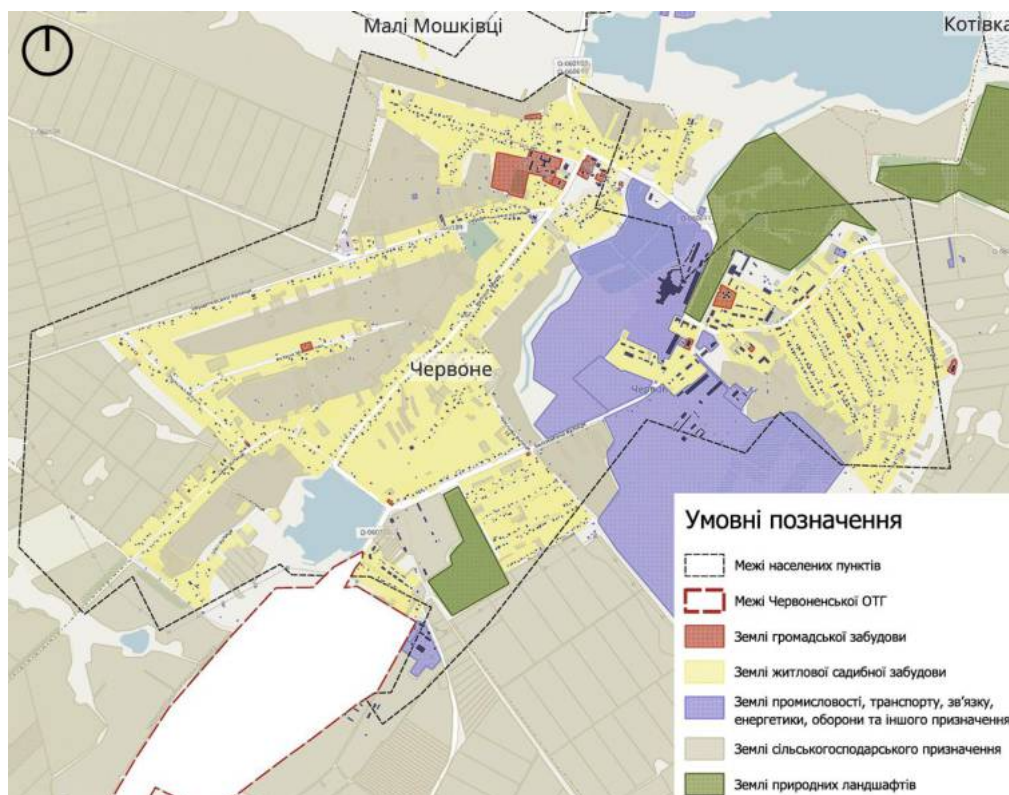 Малі Мошківці
Котівка
О-060102
Червоне
Умовні позначення
Межі населених пунктів
Межі Червоненської ОТГ
Землі громадської забудови
Землі житлової садибної забудови
Землі промисловості, транспорту, зв'язку,
енергетики, оборони та іншого призначення
Землі сільськогосподарського призначення
Землі природних ландшафтів